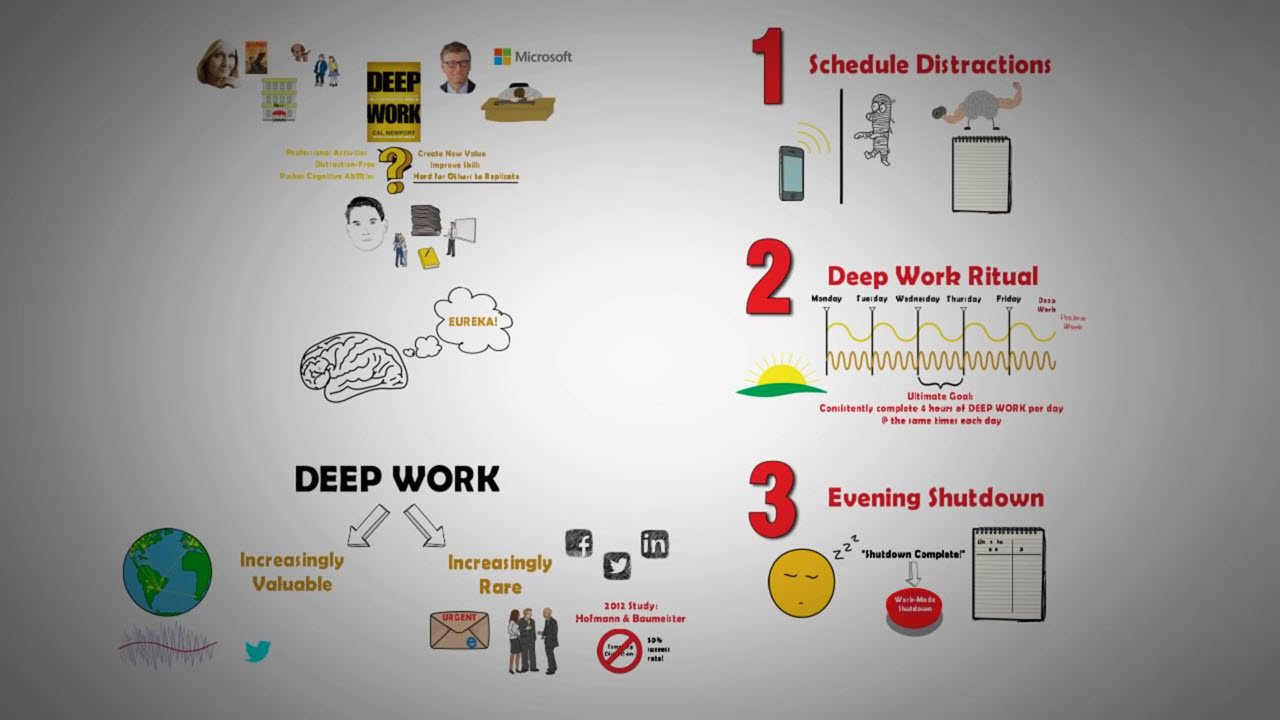 Microsoft
DEEP
WORK
CAL NEWPORT
Professional Activities
Distraction-Free
Pushes Cognitive Abilities
?
Create New Value
Improve Skills
Hard for Others to Replicate
EUREKA!
DEEP WORK
Increasingly
Valuable
Increasingly
Rare
f
in
URGENT
e
2012 Study:
Hofmann & Baumeister
50%
success
rate!
1
Schedule Distractions
2
Deep Work Ritual
Monday Tuesday Wednesday Thursday Friday
Deep
Work
Shallow
Work
Ultimate Goal:
Consistently complete 4 hours of DEEP WORK per day
@ the same times each day
3
Evening Shutdown
zzz
"Shutdown Complete!"
Work-Mode
Shutdown